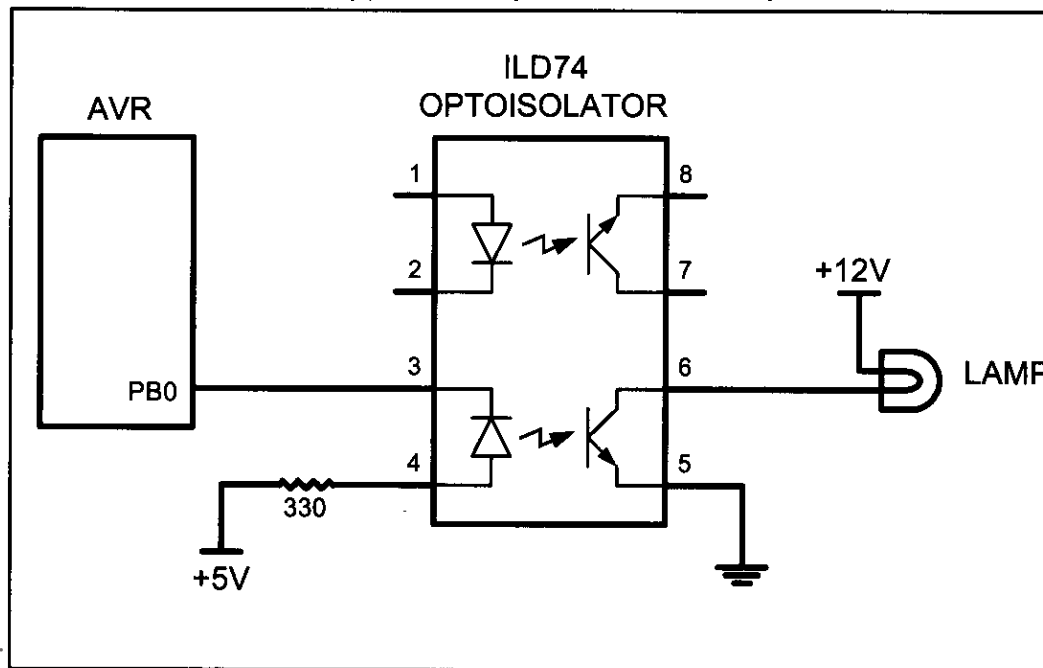 ILD74
OPTOISOLATOR
AVR
1
8
2
7
+12V
3
6
LAMP
PB0
4
5
330
+5V